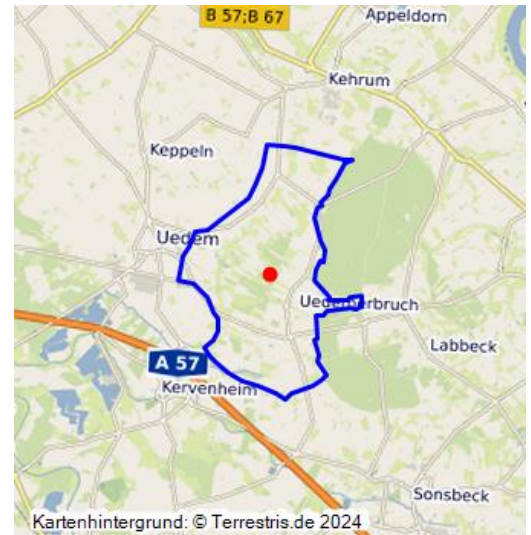 B 57;B 67
Appeldorn
Kehrum
Keppeln
Uedem
Uedemerbruch
Labbeck
A 57
Kervenheim
Sonsbeck
Kartenhintergrund: © Terrestris.de 2024